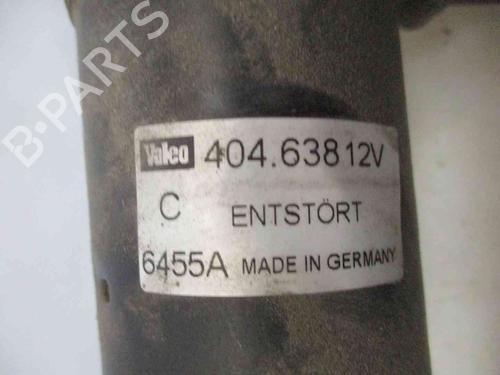 B-PARTS
Valeo 404.638 12V
C ENTSTÖRT
6455A MADE IN GERMANY